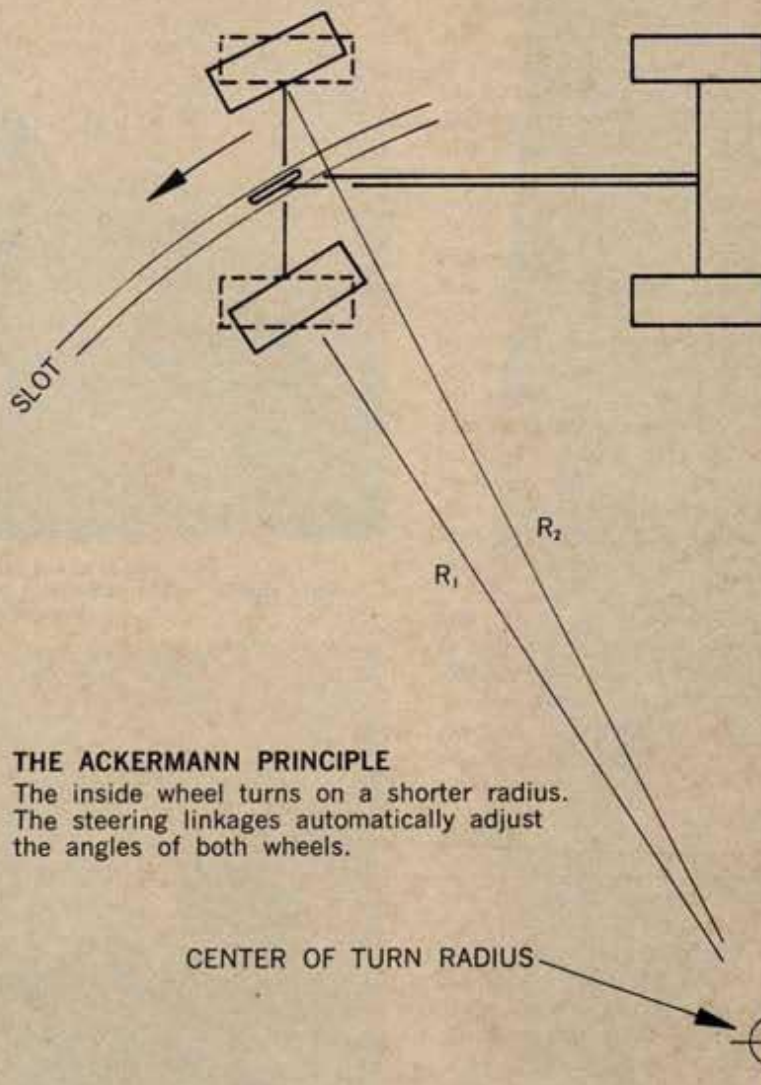 SLOT
R₂
R₁
THE ACKERMANN PRINCIPLE
The inside wheel turns on a shorter radius.
The steering linkages automatically adjust
the angles of both wheels.
CENTER OF TURN RADIUS